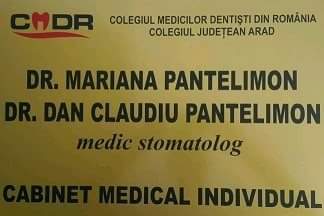 CMDR
COLEGIUL MEDICILOR DENTIȘTI DIN ROMÂNIA
COLEGIUL JUDEȚEAN ARAD
DR. MARIANA PANTELIMON
DR. DAN CLAUDIU PANTELIMON
medic stomatolog
CABINET MEDICAL INDIVIDUAL